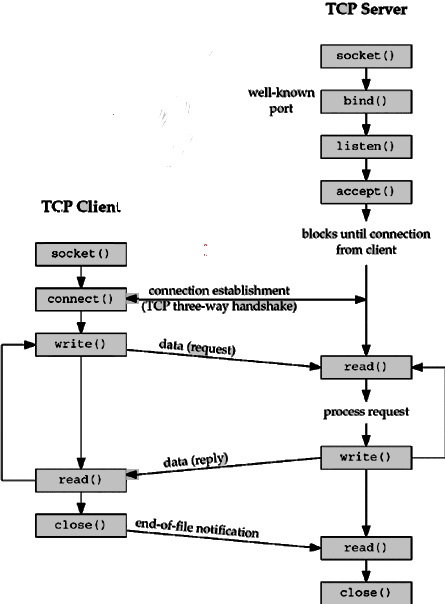 TCP Server
socket()
well-known
port
bind()
listen()
accept()
blocks until connection
from client
TCP Client
socket()
connect()
connection establishment
(TCP three-way handshake)
write()
data (request)
read()
process request
write()
data (reply)
read()
close()
end-of-file notification
read()
close()